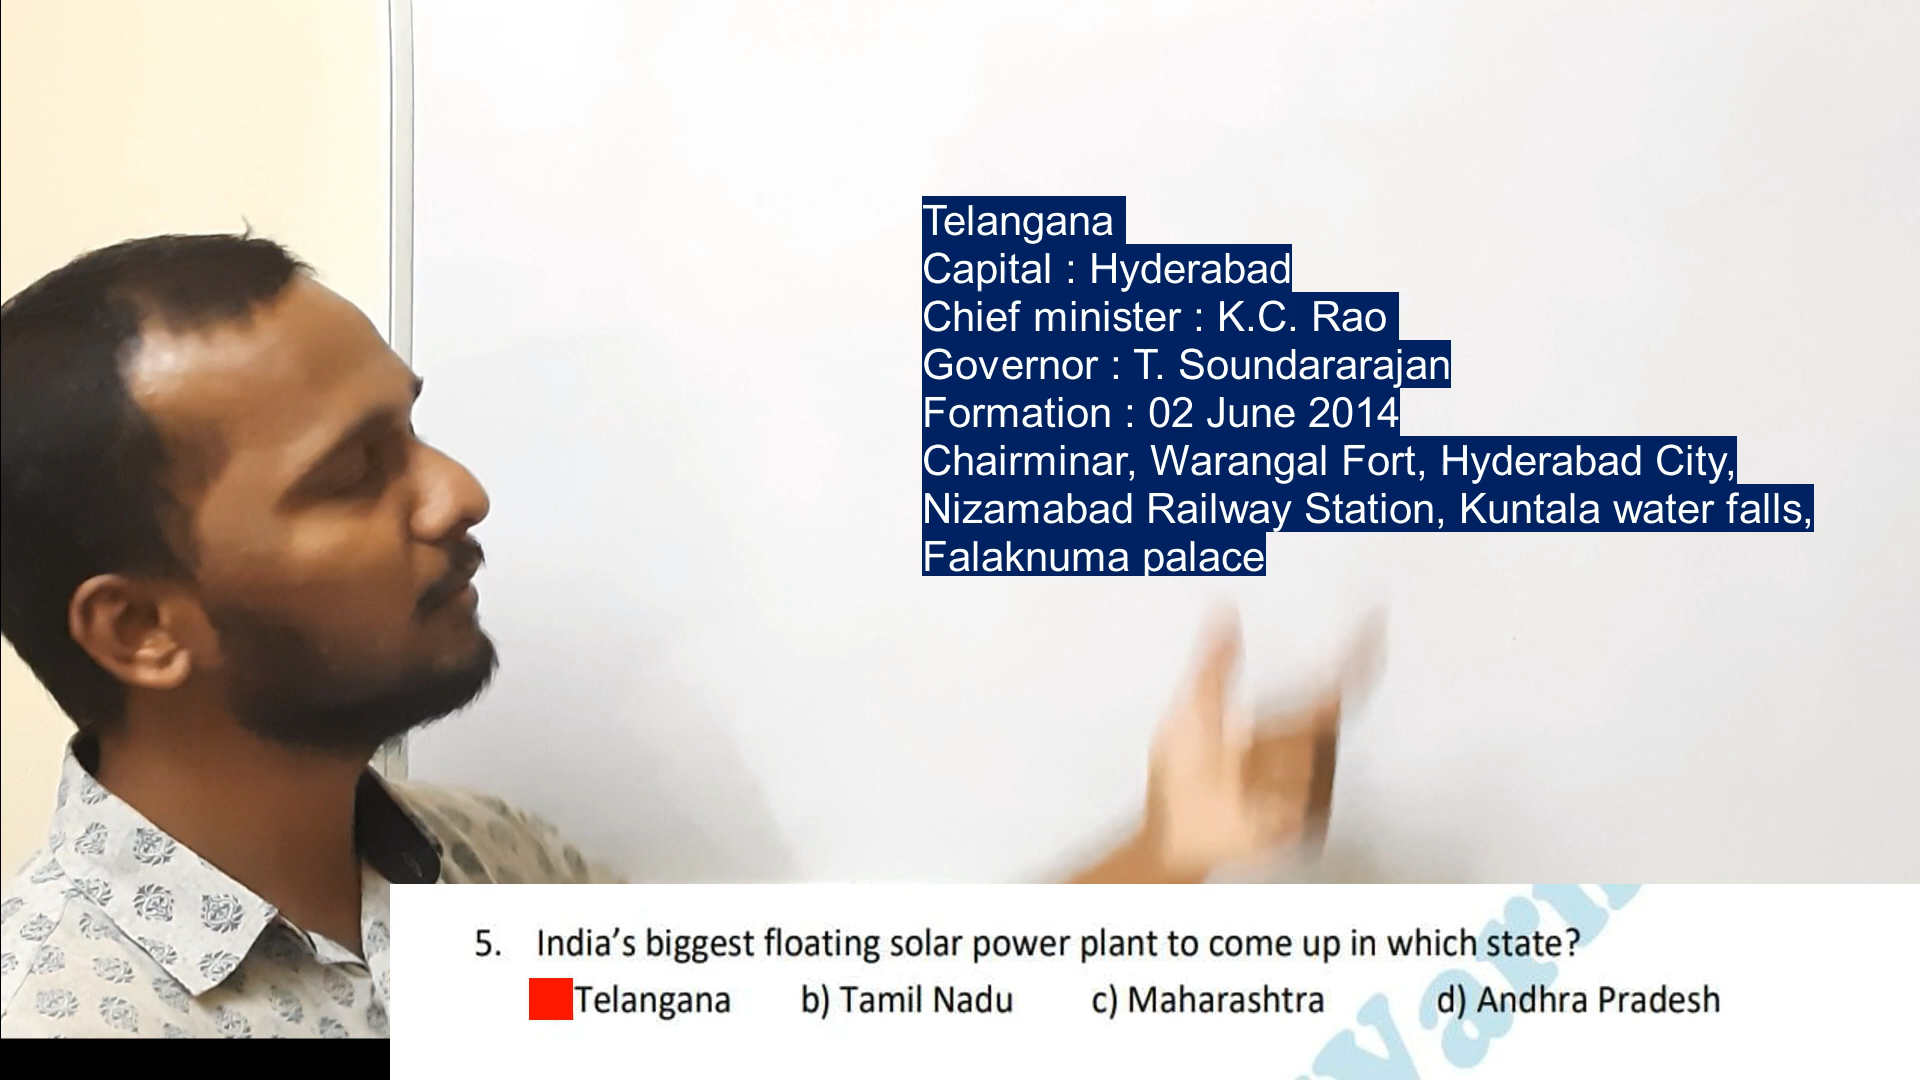 Telangana
Capital : Hyderabad
Chief minister : K.C. Rao
Governor : T. Soundararajan
Formation : 02 June 2014
Chairminar, Warangal Fort, Hyderabad City,
Nizamabad Railway Station, Kuntala water falls,
Falaknuma palace
5. India's biggest floating solar power plant to come up in which state?
Telangana b) Tamil Nadu c) Maharashtra d) Andhra Pradesh